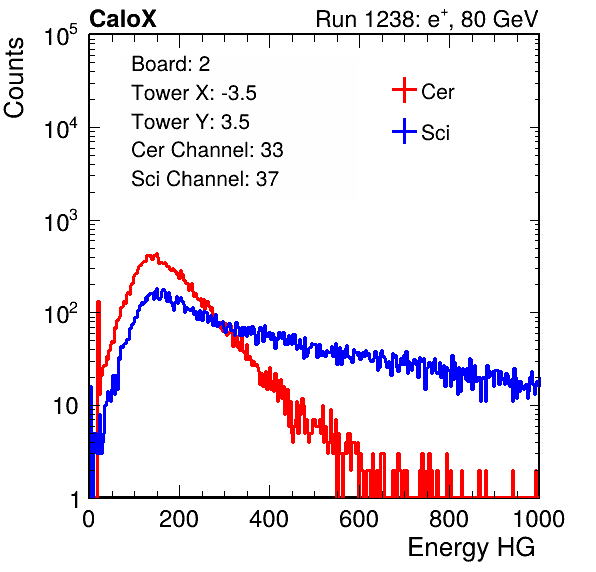 CaloX Run 1238: e⁺, 80 GeV
Counts
Board: 2
Tower X: -3.5
Tower Y: 3.5
Cer Channel: 33
Sci Channel: 37
Cer
Sci
10⁵
10⁴
10³
10²
10
1
0 200 400 600 800 1000
Energy HG